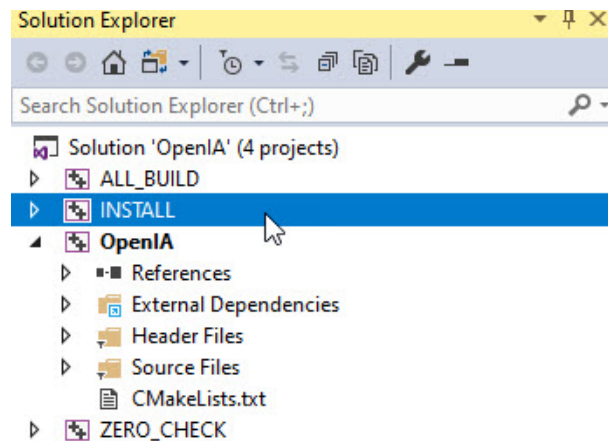 Solution Explorer
Search Solution Explorer (Ctrl+;)
Solution 'OpenIA' (4 projects)
ALL_BUILD
INSTALL
OpenIA
References
External Dependencies
Header Files
Source Files
CMakeLists.txt
ZERO_CHECK